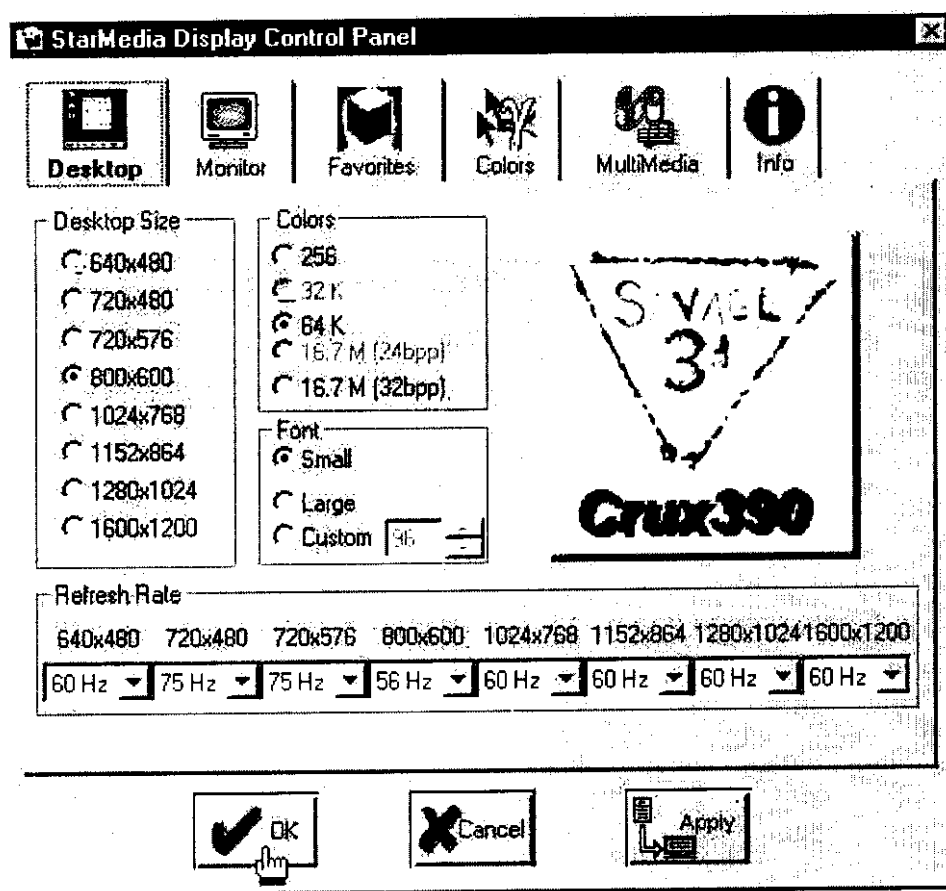 StarMedia Display Control Panel
Desktop
Monitor
Favorites
Colors
MultiMedia
Info
Desktop Size
640x480
720x480
720x576
800x600
1024x768
1152x864
1280x1024
1600x1200
Colors
256
32 K
64 K
16.7 M (24bpp)
16.7 M (32bpp)
Font
Small
Large
Custom 96
3d
Crux390
Refresh Rate
640x480 720x480 720x576 800x600 1024x768 1152x864 1280x1024 1600x1200
60 Hz 75 Hz 75 Hz 56 Hz 60 Hz 60 Hz 60 Hz 60 Hz
OK
Cancel
Apply